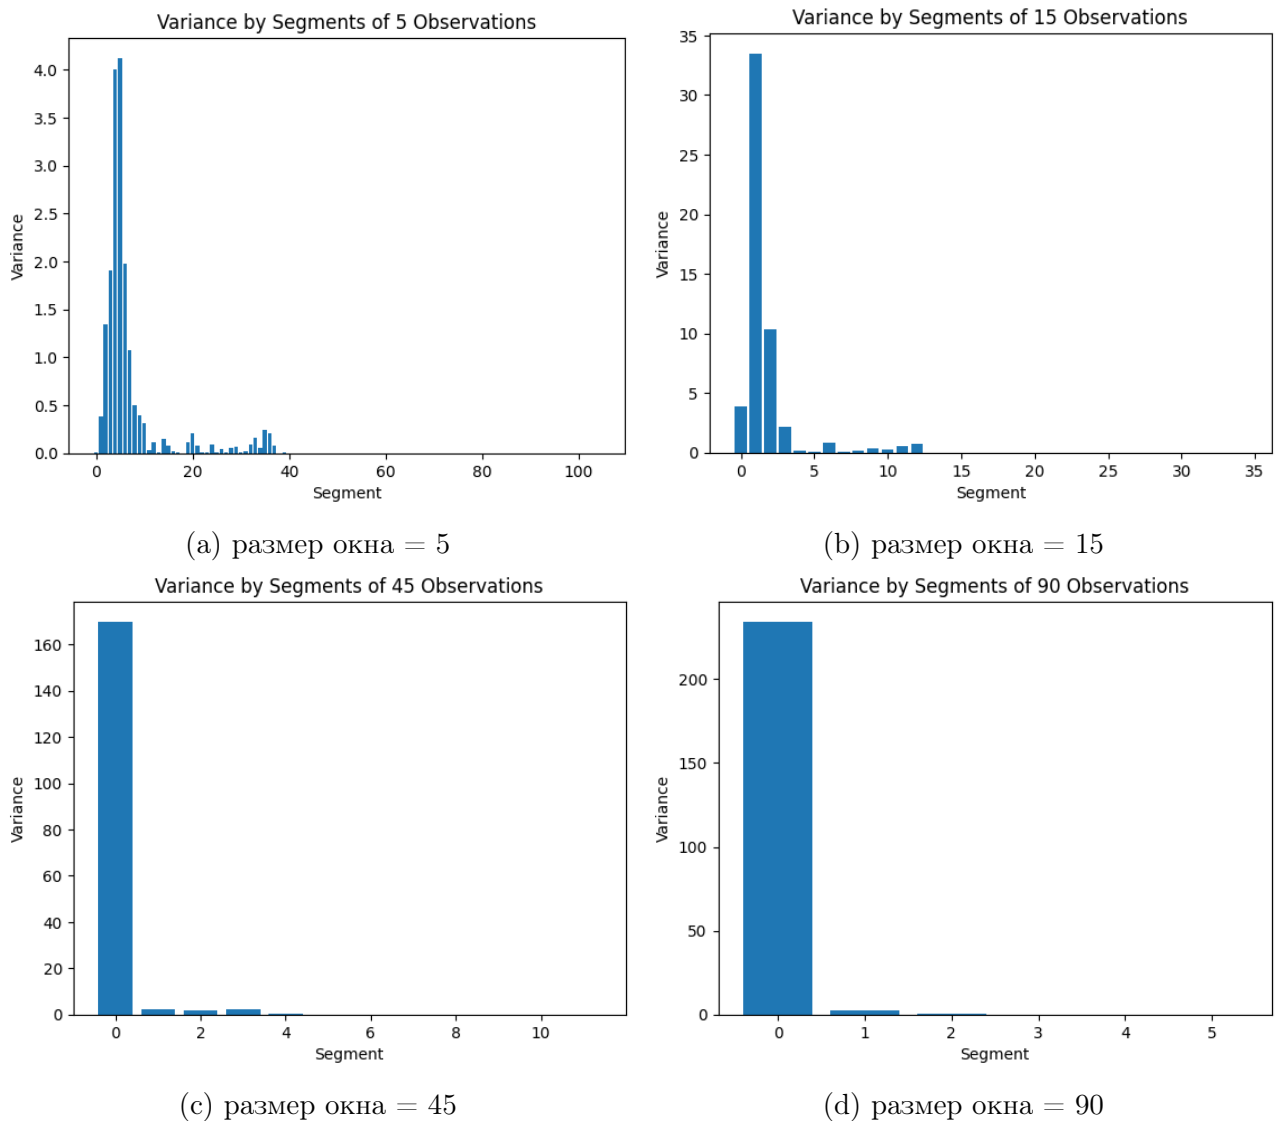 Variance by Segments of 5 Observations
Variance
4.0
3.5
3.0
2.5
2.0
1.5
1.0
0.5
0.0
0 20 40 60 80 100
Segment
(a) размер окна = 5
Variance by Segments of 15 Observations
Variance
35
30
25
20
15
10
5
0
0 5 10 15 20 25 30 35
Segment
(b) размер окна = 15
Variance by Segments of 45 Observations
Variance
160
140
120
100
80
60
40
20
0
0 2 4 6 8 10
Segment
(c) размер окна = 45
Variance by Segments of 90 Observations
Variance
200
150
100
50
0
0 1 2 3 4 5
Segment
(d) размер окна = 90